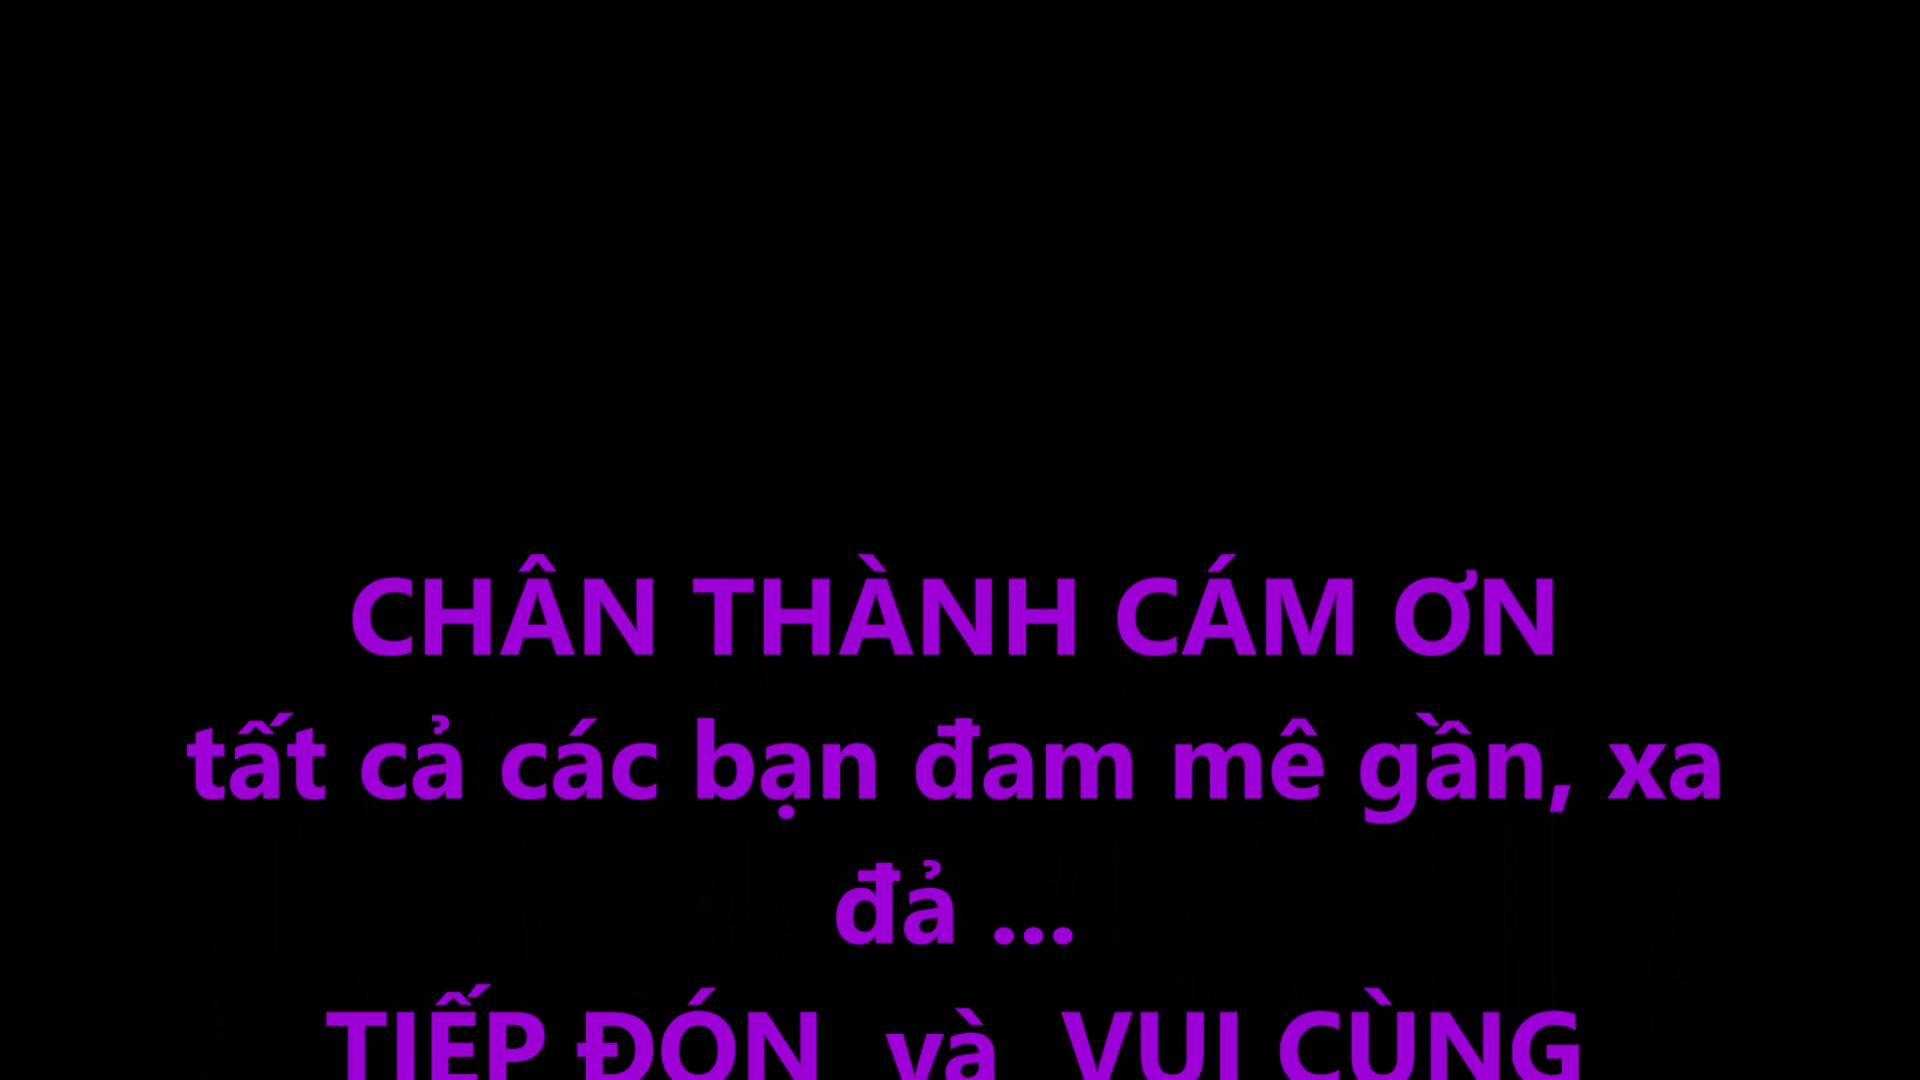 CHÂN THÀNH CÁM ƠN
tất cả các bạn đam mê gần, xa
đả ...
TIẾP ĐÓN và VUI CÙNG